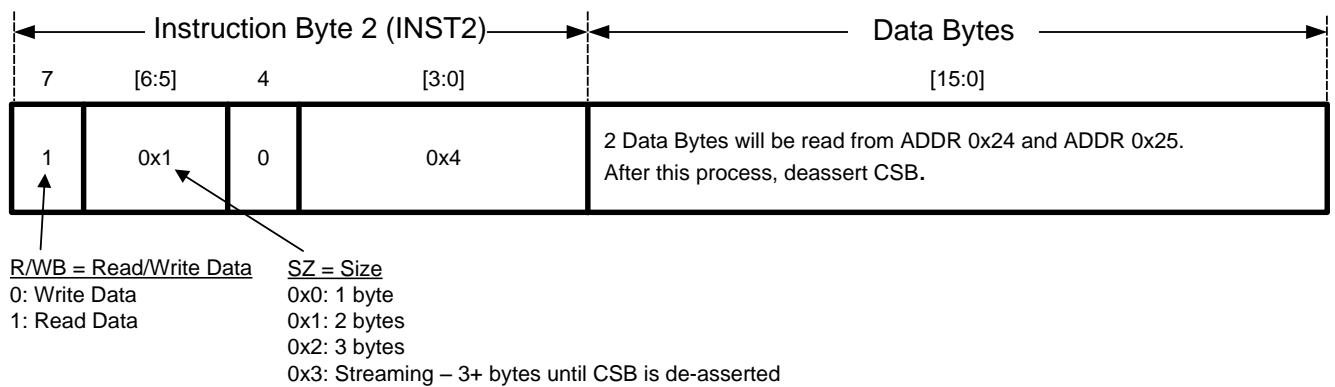 Instruction Byte 2 (INST2) Data Bytes
7 [6:5] 4 [3:0] [15:0]
1 0x1 0 0x4
2 Data Bytes will be read from ADDR 0x24 and ADDR 0x25.
After this process, deassert CSB.
R/WB = Read/Write Data
0: Write Data
1: Read Data
SZ = Size
0x0: 1 byte
0x1: 2 bytes
0x2: 3 bytes
0x3: Streaming – 3+ bytes until CSB is de-asserted